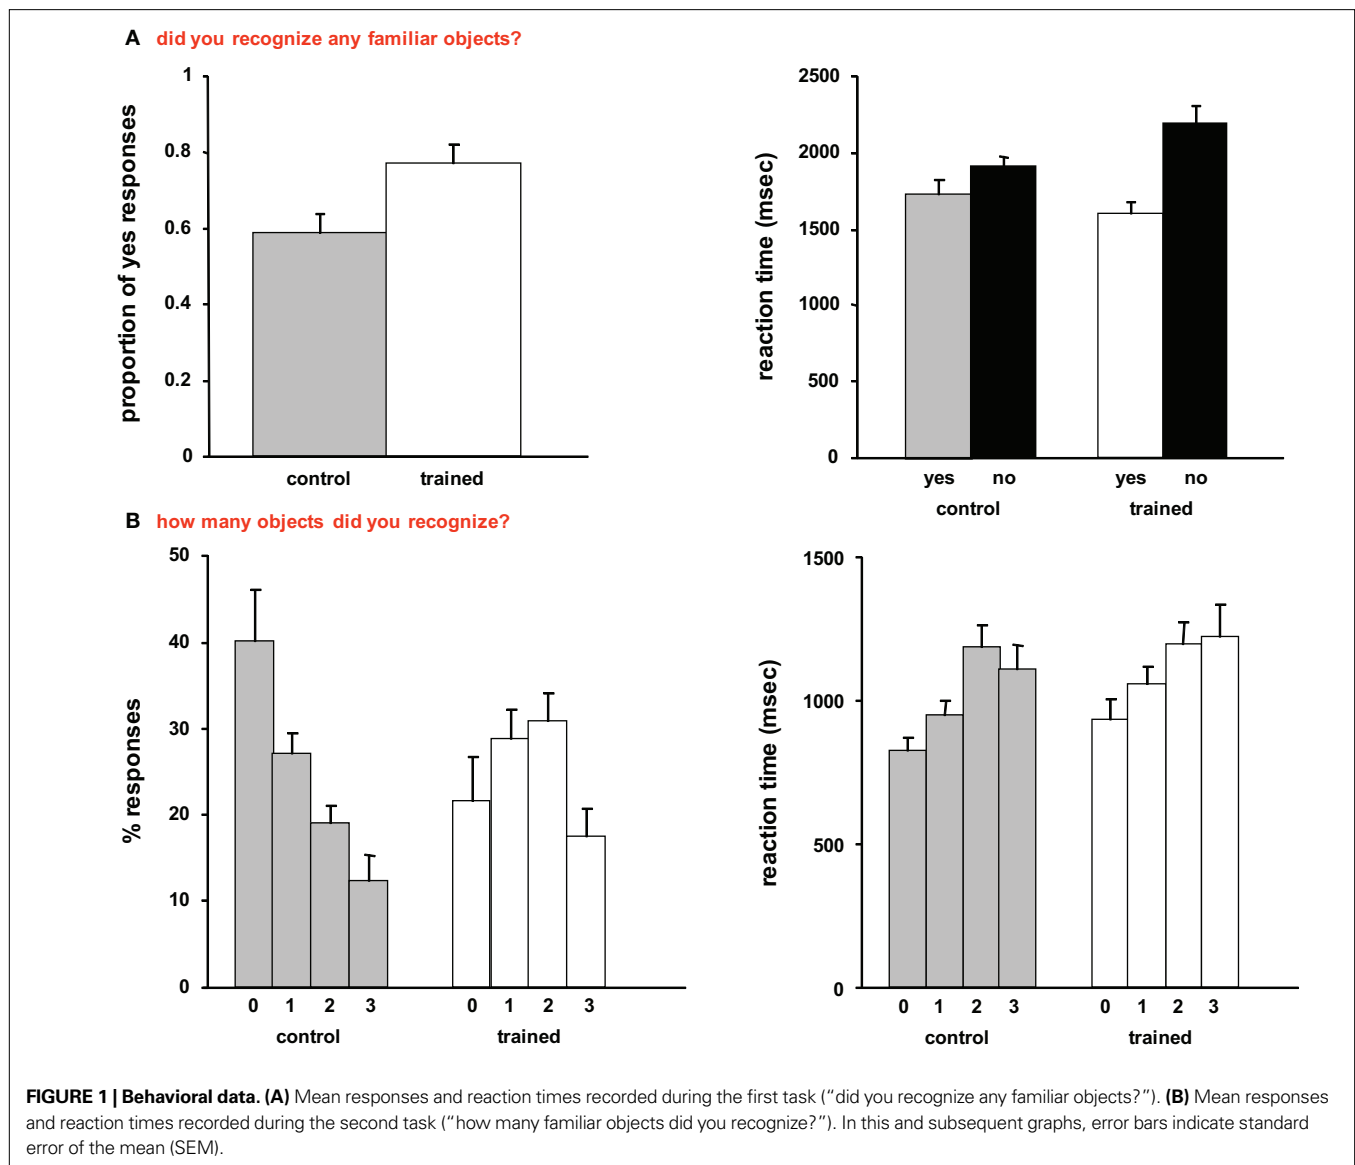 A did you recognize any familiar objects?
proportion of yes responses
1
0.8
0.6
0.4
0.2
0
control trained
reaction time (msec)
2500
2000
1500
1000
500
0
yes no yes no
control trained
B how many objects did you recognize?
% responses
50
40
30
20
10
0
0 1 2 3 0 1 2 3
control trained
reaction time (msec)
1500
1000
500
0
0 1 2 3 0 1 2 3
control trained
FIGURE 1 | Behavioral data. (A) Mean responses and reaction times recorded during the first task (“did you recognize any familiar objects?”). (B) Mean responses
and reaction times recorded during the second task (“how many familiar objects did you recognize?”). In this and subsequent graphs, error bars indicate standard
error of the mean (SEM).